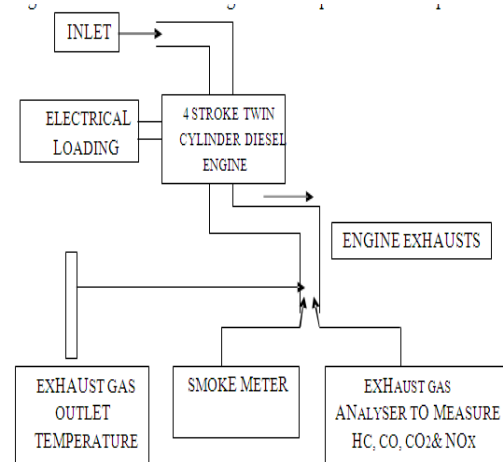 INLET
ELECTRICAL
LOADING
4 STROKE TWIN
CYLINDER DIESEL
ENGINE
ENGINE EXHAUSTS
EXHAUST GAS
OUTLET
TEMPERATURE
SMOKE METER
EXHAUST GAS
ANALYSER TO MEASURE
HC, CO, CO2& NOX